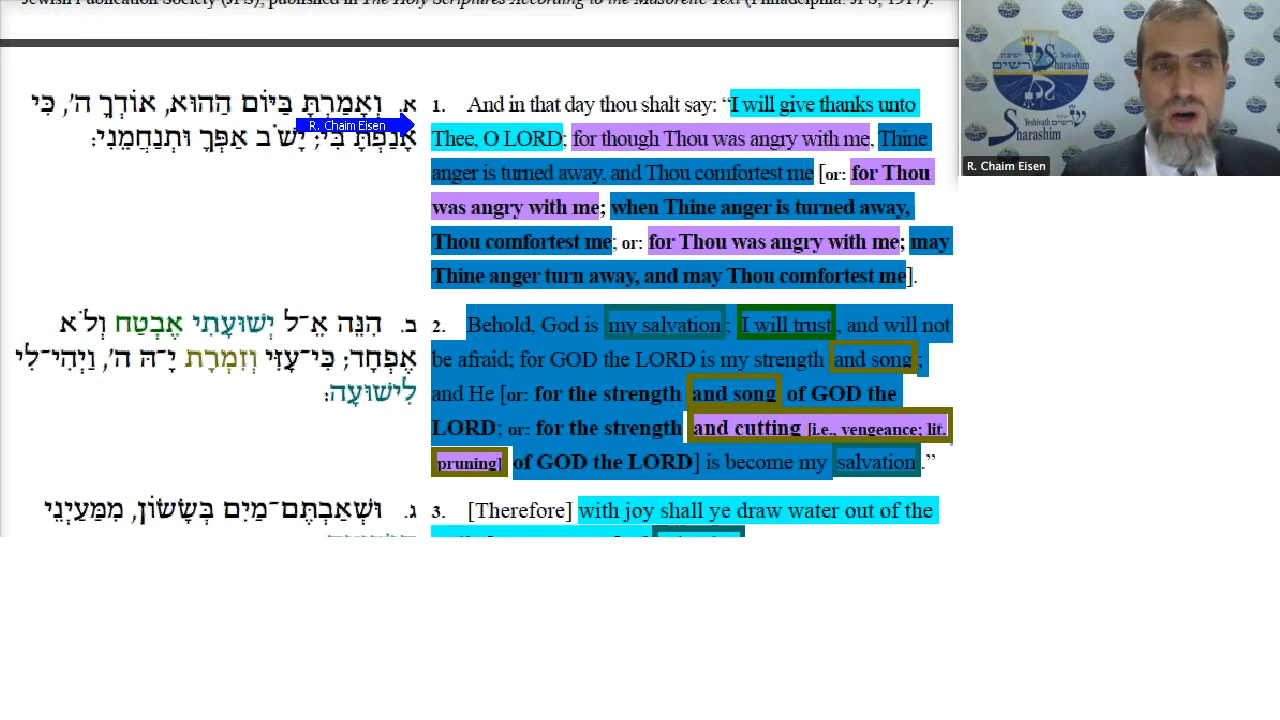 Jewish Publication Society (JPS), published in The Holy Scriptures According to the Masoretic Text (Philadelphia: JPS, 1917).
א. וְאָמַרְתָּ בַּיּוֹם הַהוּא, אוֹדְךָ ה', כִּי
אָנַפְתָּ בִּי; יָשֹׁב אַפְּךָ וּתְנַחֲמֵנִי:
R. Chaim Eisen
1. And in that day thou shalt say: “I will give thanks unto
Thee, O LORD; for though Thou was angry with me, Thine
anger is turned away, and Thou comfortest me [or: for Thou
was angry with me; when Thine anger is turned away,
Thou comfortest me; or: for Thou was angry with me; may
Thine anger turn away, and may Thou comfortest me].
ב. הִנֵּה אֵ־ל יְשׁוּעָתִי אֶבְטַח וְלֹא
אֶפְחָד; כִּי־עָזִּי וְזִמְרָת יָ־הּ ה', וַיְהִי־לִי
לִישׁוּעָה:
2. Behold, God is my salvation; I will trust, and will not
be afraid; for GOD the LORD is my strength and song;
and He [or: for the strength and song of GOD the
LORD; or: for the strength and cutting [i.e., vengeance; lit.
pruning] of GOD the LORD] is become my salvation.”
ג. וּשְׁאַבְתֶּם־מַיִם בְּשָׂשׂוֹן, מִמַּעַיְנֵי
3. [Therefore] with joy shall ye draw water out of the
ישיבת
שרשים
Yeshivath
Sharashim
Yeshivath
Sharashim
R. Chaim Eisen